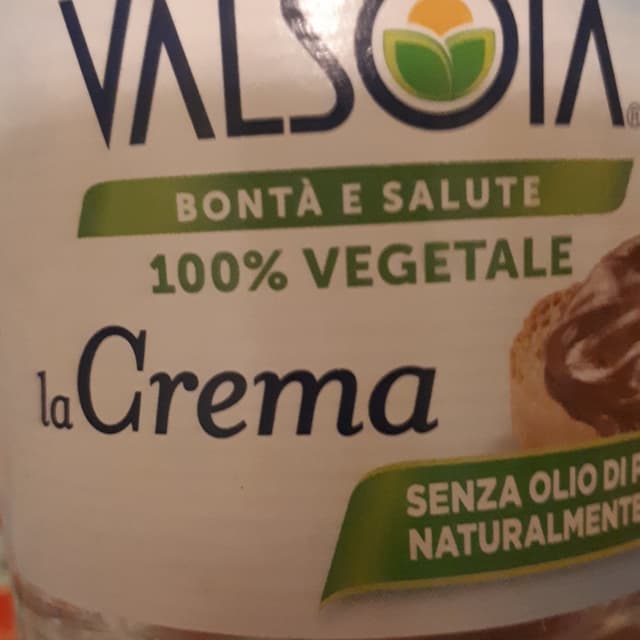 VALSOIA
BONTÀ E SALUTE
100% VEGETALE
la Crema
SENZA OLIO DI
NATURALMENTE